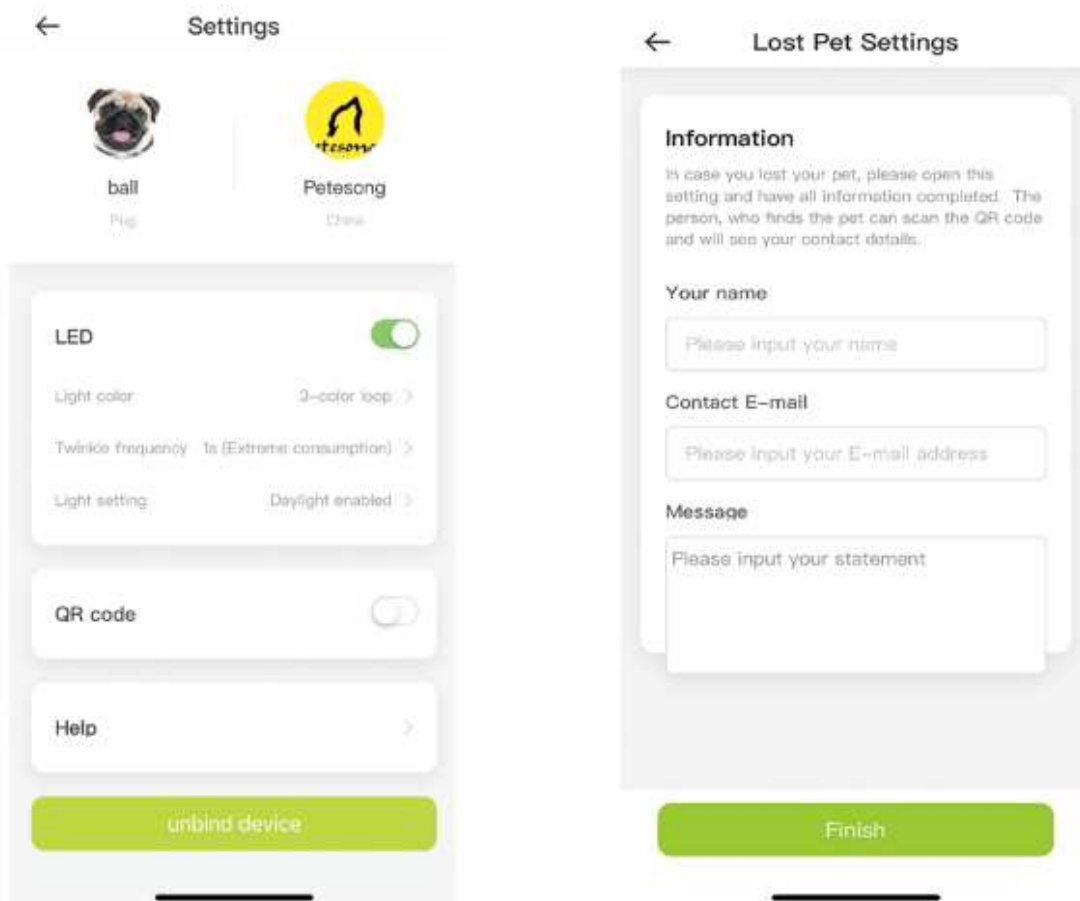 Settings
ball
Pug
Petesong
China
LED
Light color 3-color loop >
Twinkle frequency 1s (Extreme consumption) >
Light setting Daylight enabled >
QR code
Help >
unbind device
Lost Pet Settings
Information
In case you lost your pet, please open this
setting and have all information completed. The
person, who finds the pet can scan the QR code
and will see your contact details.
Your name
Please input your name
Contact E-mail
Please input your E-mail address
Message
Please input your statement
Finish